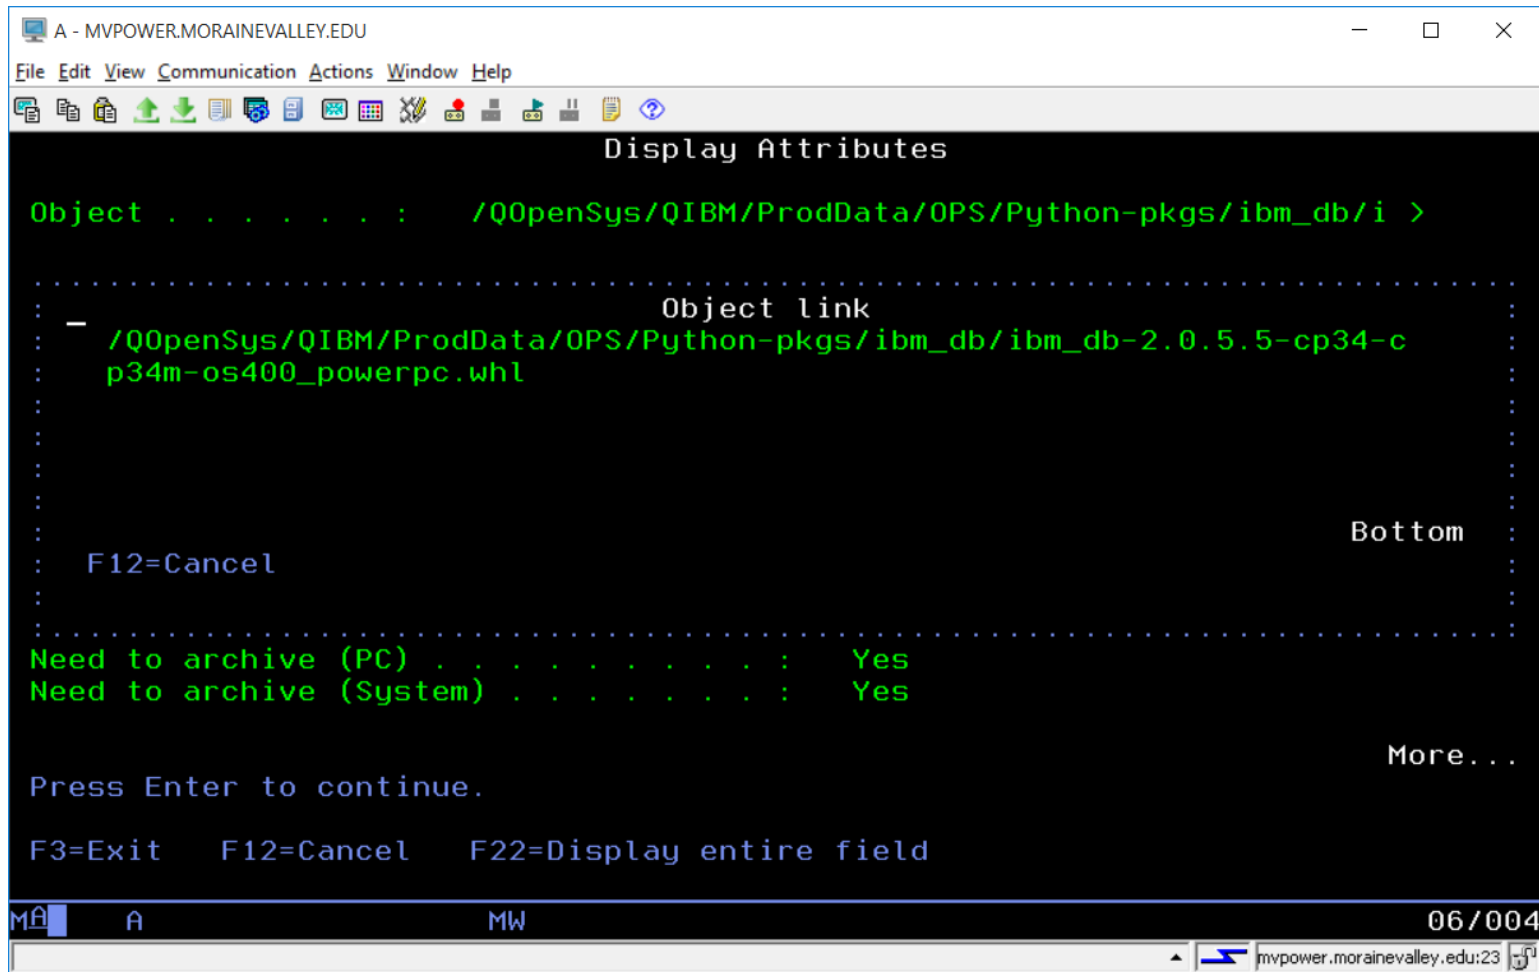 A - MVPOWER.MORAINEVALLEY.EDU
File Edit View Communication Actions Window Help
Display Attributes
Object . . . . . . :   /QOpenSys/QIBM/ProdData/OPS/Python-pkgs/ibm_db/i >
Object link
/QOpenSys/QIBM/ProdData/OPS/Python-pkgs/ibm_db/ibm_db-2.0.5.5-cp34-c
p34m-os400_powerpc.whl
Bottom
F12=Cancel
Need to archive (PC) . . . . . . . . . :   Yes
Need to archive (System) . . . . . . . :   Yes
More...
Press Enter to continue.
F3=Exit   F12=Cancel   F22=Display entire field
MA   A   MW   06/004
mvpower.morainevalley.edu:23